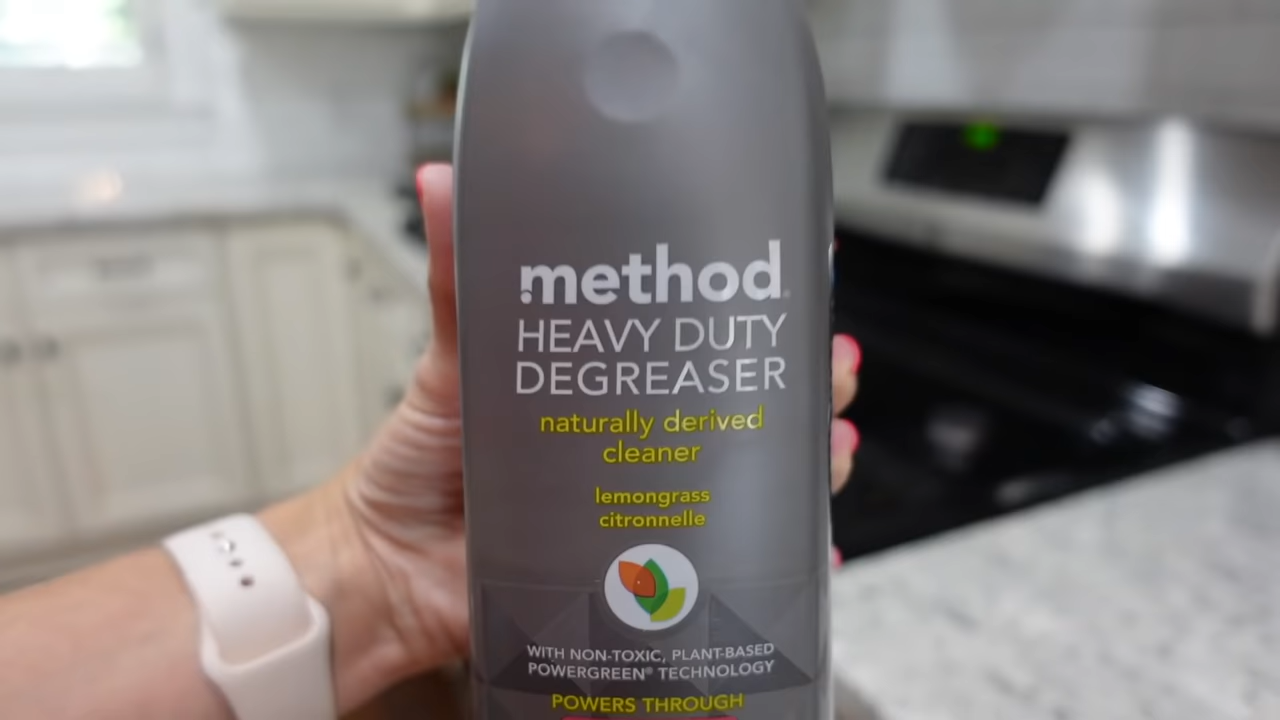 method®
HEAVY DUTY
DEGREASER
naturally derived
cleaner
lemongrass
citronnelle
WITH NON-TOXIC, PLANT-BASED
POWERGREEN® TECHNOLOGY
POWERS THROUGH